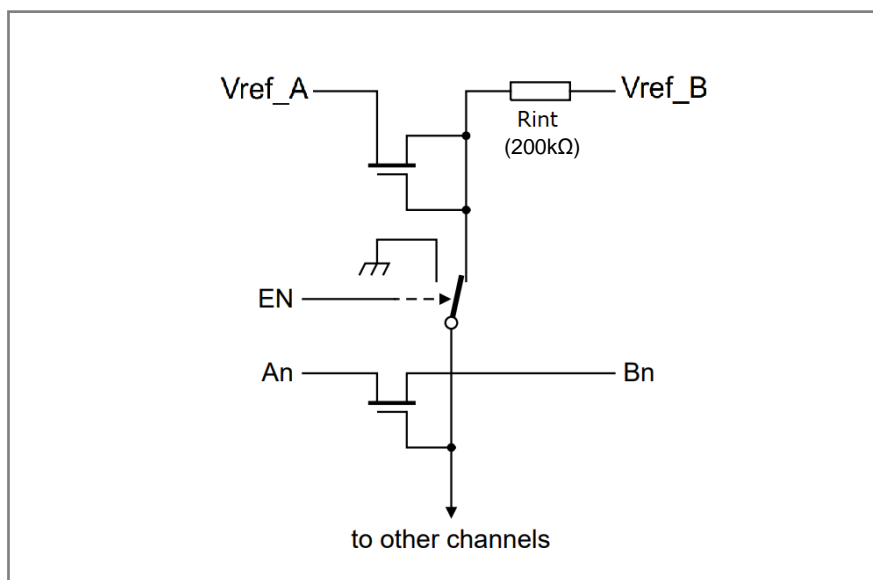 Vref_A
Vref_B
Rint
(200kΩ)
EN
An
Bn
to other channels